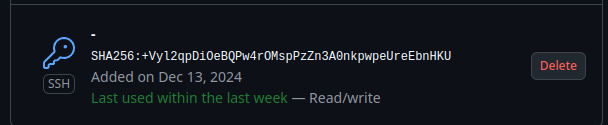 -
SHA256:+Vyl2qpDiOeBQPw4rOMspPzZn3A0nkpwpeUreEbnHKU
SSH
Added on Dec 13, 2024
Last used within the last week — Read/write
Delete